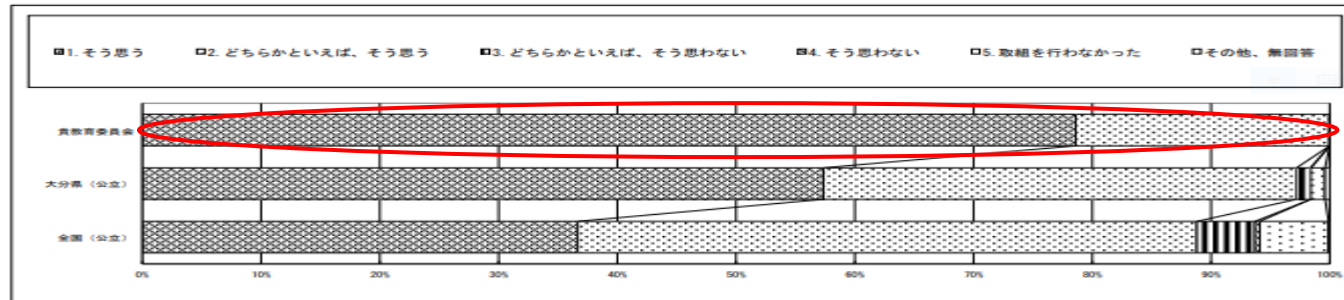 1. そう思う 2. どちらかといえば、そう思う 3. どちらかといえば、そう思わない 4. そう思わない 5. 取組を行わなかった その他、無回答
貴教育委員会
大分県（公立）
全国（公立）
0% 10% 20% 30% 40% 50% 60% 70% 80% 90% 100%